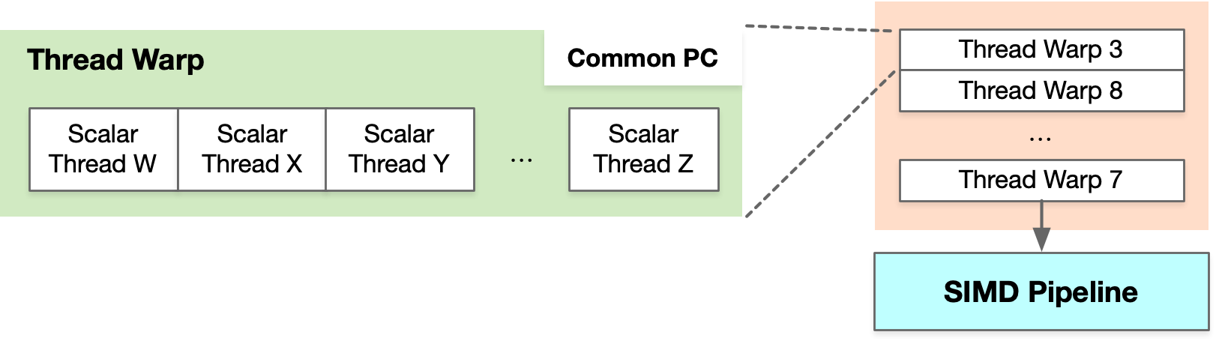 Thread Warp
Common PC
Scalar
Thread W
Scalar
Thread X
Scalar
Thread Y
...
Scalar
Thread Z
Thread Warp 3
Thread Warp 8
...
Thread Warp 7
SIMD Pipeline